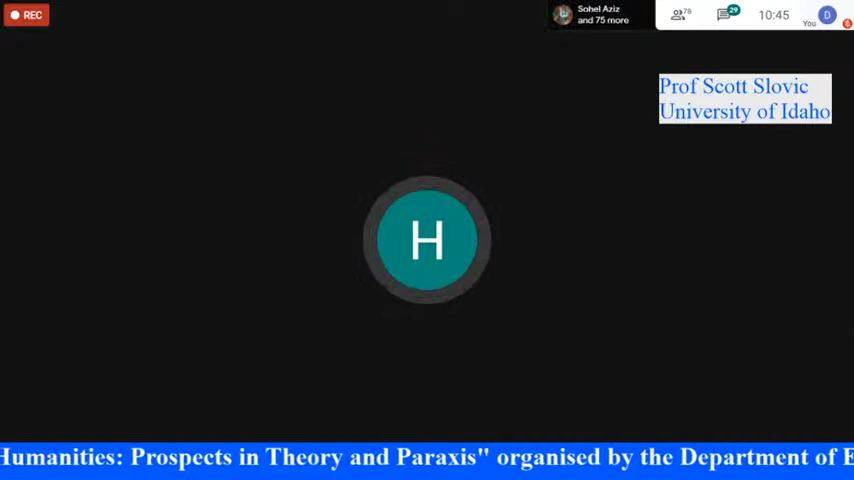 REC
Sohel Aziz
and 75 more
78
29
10:45
You
D
Prof Scott Slovic
University of Idaho
H
Humanities: Prospects in Theory and Paraxis" organised by the Department of E